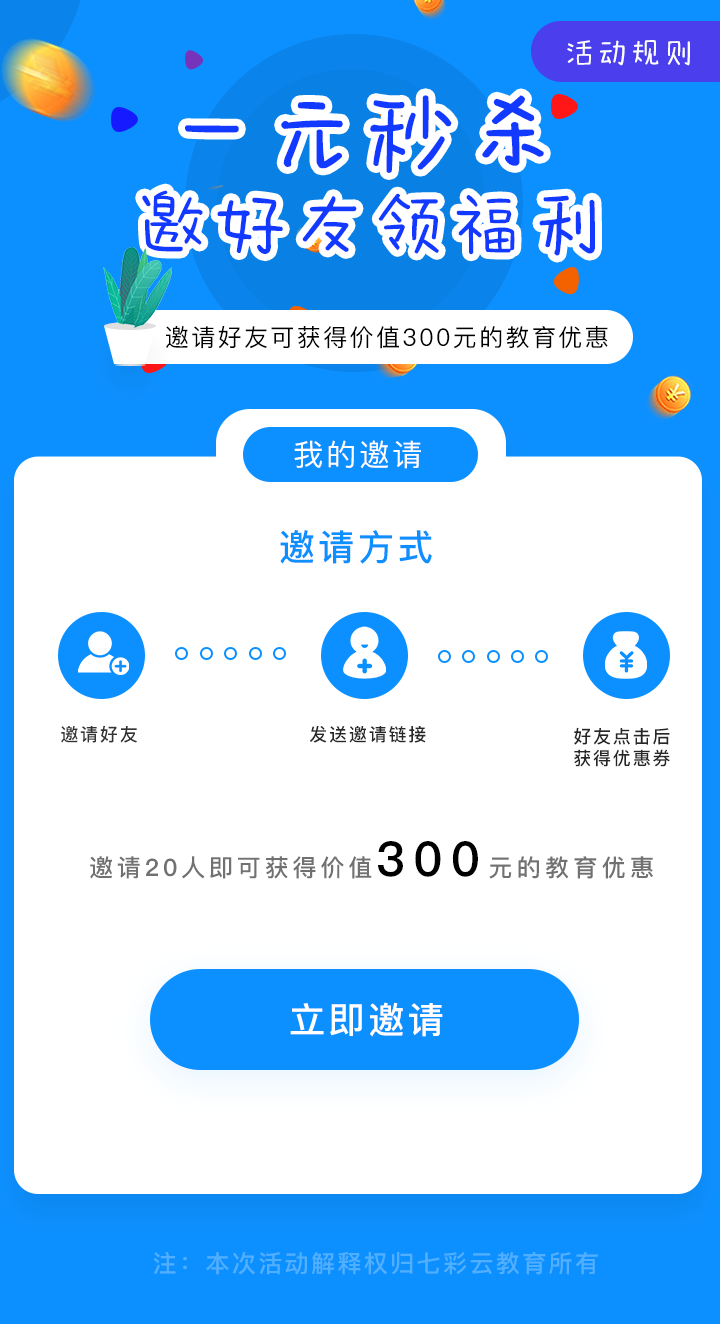 活动规则
一元秒杀
邀好友领福利
邀请好友可获得价值300元的教育优惠
我的邀请
邀请方式
邀请好友
发送邀请链接
好友点击后
获得优惠券
邀请20人即可获得价值300元的教育优惠
立即邀请
注：本次活动解释权归七彩云教育所有